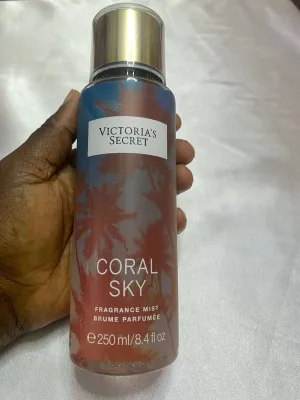 VICTORIA'S
SECRET
CORAL
SKY
FRAGRANCE MIST
BRUME PARFUMÉE
℮ 250 ml/8.4 fl oz